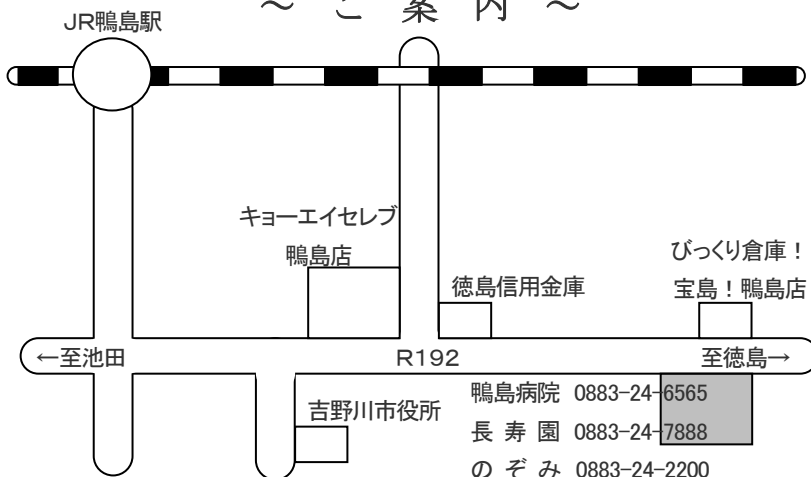 ～ ご 案 内 ～
JR鴨島駅
キョーエイセレブ
鴨島店
徳島信用金庫
びっくり倉庫！
宝島！鴨島店
←至池田
R192
至徳島→
吉野川市役所
鴨島病院 0883-24-6565
長 寿 園 0883-24-7888
の ぞ み 0883-24-2200